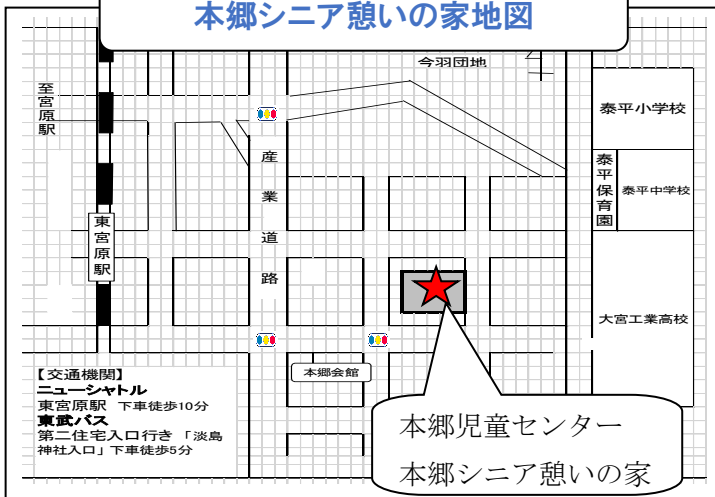 本郷シニア憩いの家地図
今羽団地
至宮原駅
泰平小学校
産業道路
泰平保育園
泰平中学校
東宮原駅
大宮工業高校
本郷会館
【交通機関】
ニューシャトル
東宮原駅 下車徒歩10分
東武バス
第二住宅入口行き 「淡島
神社入口」下車徒歩5分
本郷児童センター
本郷シニア憩いの家